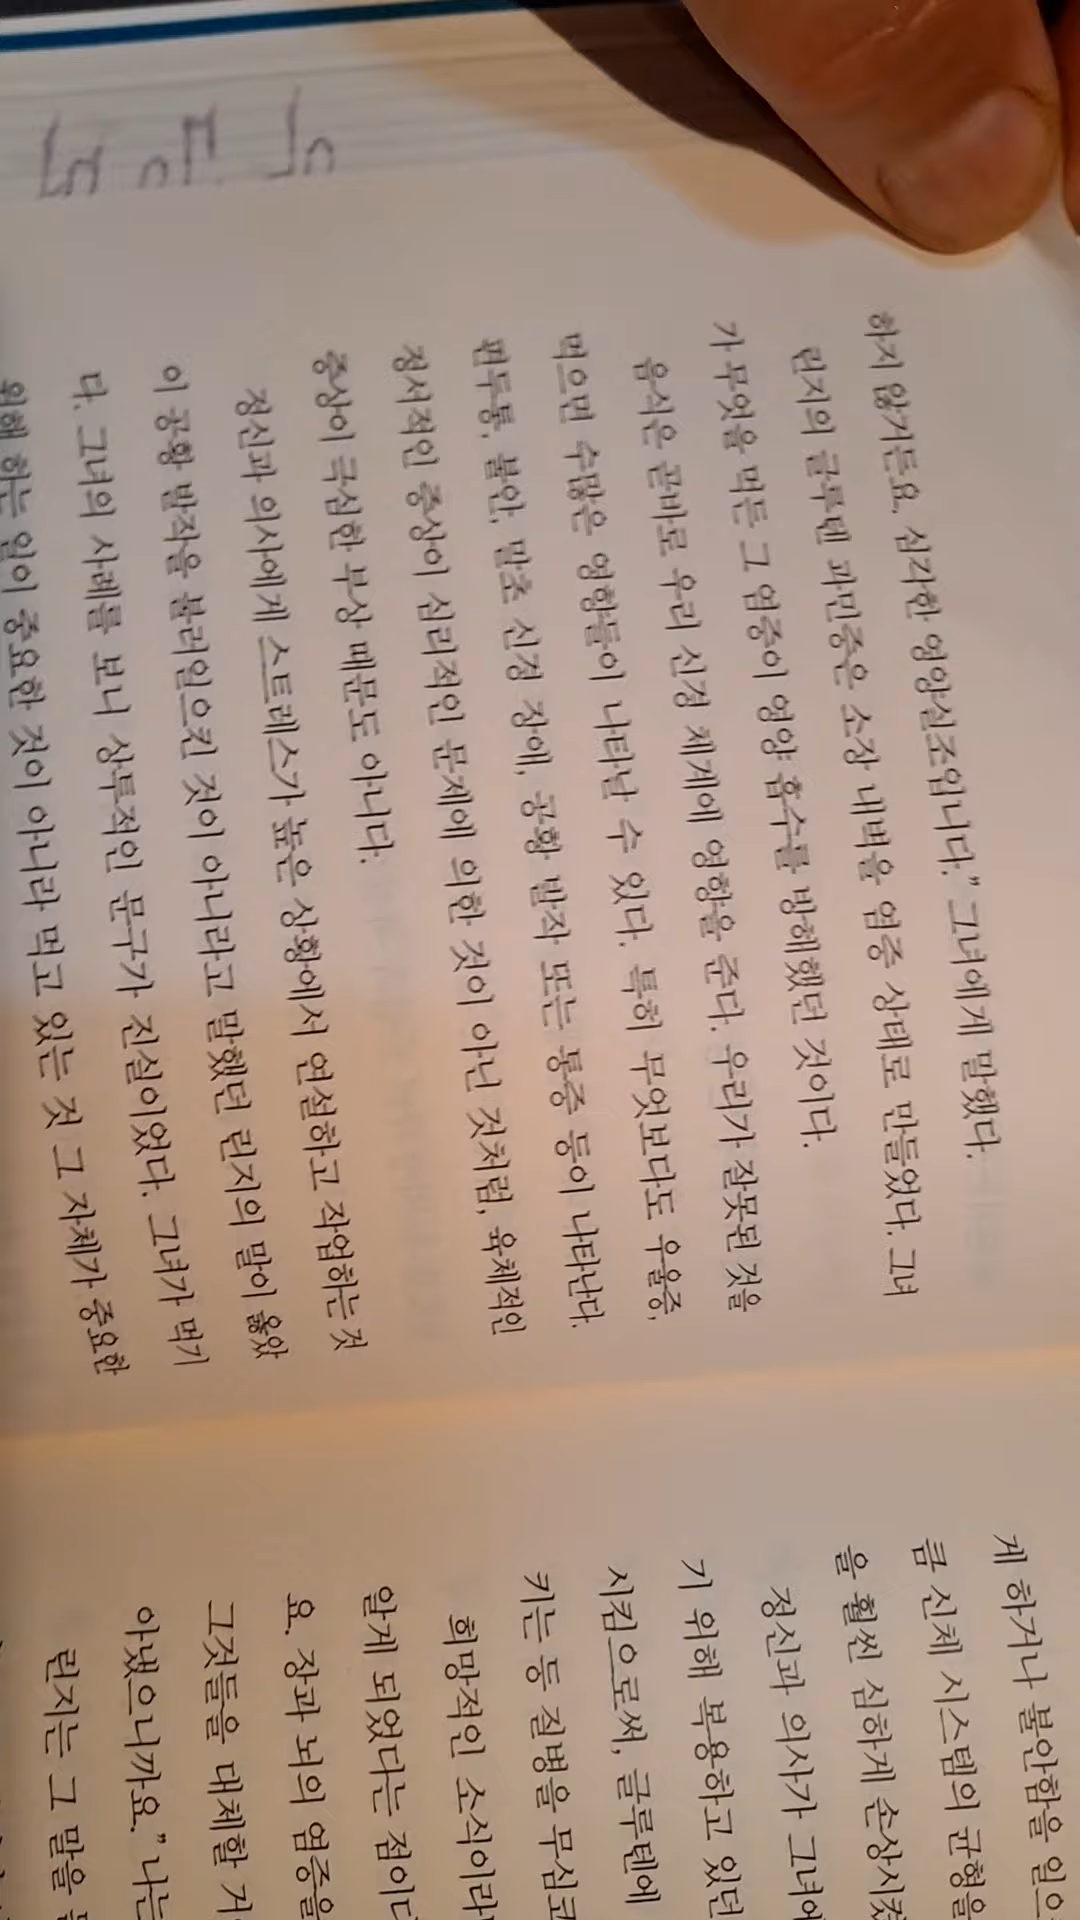 하지 않거든요. 심각한 영양실조입니다.” 그녀에게 말했다.
린지의 글루텐 과민증은 소장 내벽을 염증 상태로 만들었다. 그녀
가 무엇을 먹든 그 염증이 영양 흡수를 방해했던 것이다.
음식은 곧바로 우리 신경 체계에 영향을 준다. 우리가 잘못된 것을
먹으면 수많은 영향들이 나타날 수 있다. 특히 무엇보다도 우울증,
편두통, 불안, 말초 신경 장애, 공황 발작 또는 통증 등이 나타난다.
정서적인 증상이 심리적인 문제에 의한 것이 아닌 것처럼, 육체적인
증상이 극심한 부상 때문도 아니다.
정신과 의사에게 스트레스가 높은 상황에서 연설하고 작업하는 것
이 공황 발작을 불러일으킨 것이 아니라고 말했던 린지의 말이 옳았
다. 그녀의 사례를 보니 상투적인 문구가 진실이었다. 그녀가 먹기
위해 하는 일이 중요한 것이 아니라 먹고 있는 것 그 자체가 중요한
게 하거나 불안함을 일으
큼 신체 시스템의 균형을
을 훨씬 심하게 손상시켰
정신과 의사가 그녀에
기 위해 복용하고 있던
시킴으로써, 글루텐에
키는 등 질병을 무심코
희망적인 소식이라
알게 되었다는 점이다
요. 장과 뇌의 염증을
그것들을 대체할
아냈으니까요.” 나는
린지는 그 말을